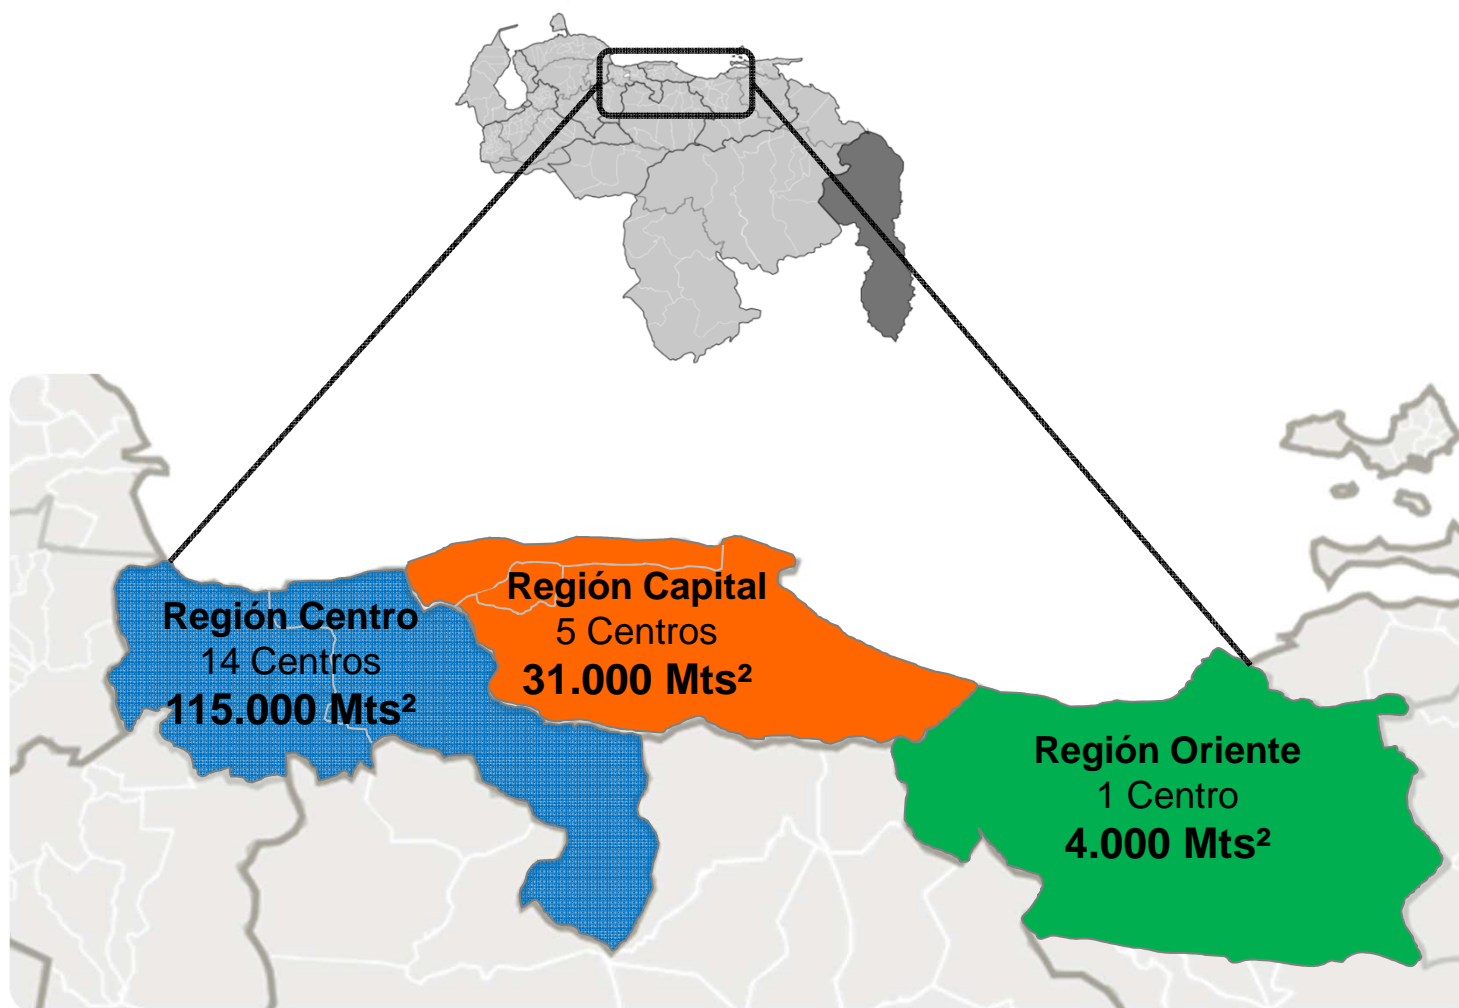 Región Centro
14 Centros
115.000 Mts²
Región Capital
5 Centros
31.000 Mts²
Región Oriente
1 Centro
4.000 Mts²